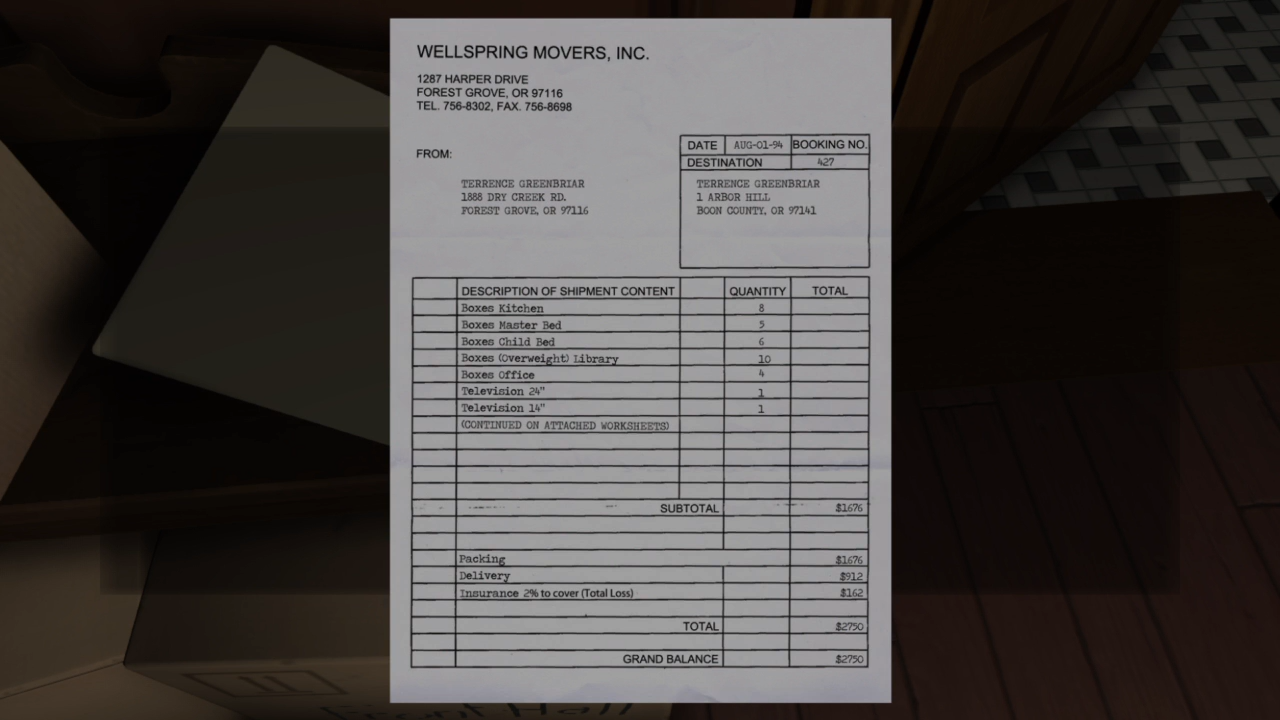 WELLSPRING MOVERS, INC.
1287 HARPER DRIVE
FOREST GROVE, OR 97116
TEL. 756-8302, FAX. 756-8698
DATE AUG-01-94 BOOKING NO.
DESTINATION 427
FROM:
TERRENCE GREENBRIAR
1888 DRY CREEK RD.
FOREST GROVE, OR 97116
TERRENCE GREENBRIAR
1 ARBOR HILL
BOON COUNTY, OR 97141
DESCRIPTION OF SHIPMENT CONTENT QUANTITY TOTAL
Boxes Kitchen 8
Boxes Master Bed 5
Boxes Child Bed 6
Boxes (Overweight) Library 10
Boxes Office 4
Television 24" 1
Television 14" 1
(CONTINUED ON ATTACHED WORKSHEETS)
SUBTOTAL $1676
Packing $1676
Delivery $912
Insurance 2% to cover (Total Loss) $162
TOTAL $2750
GRAND BALANCE $2750
Front Hall